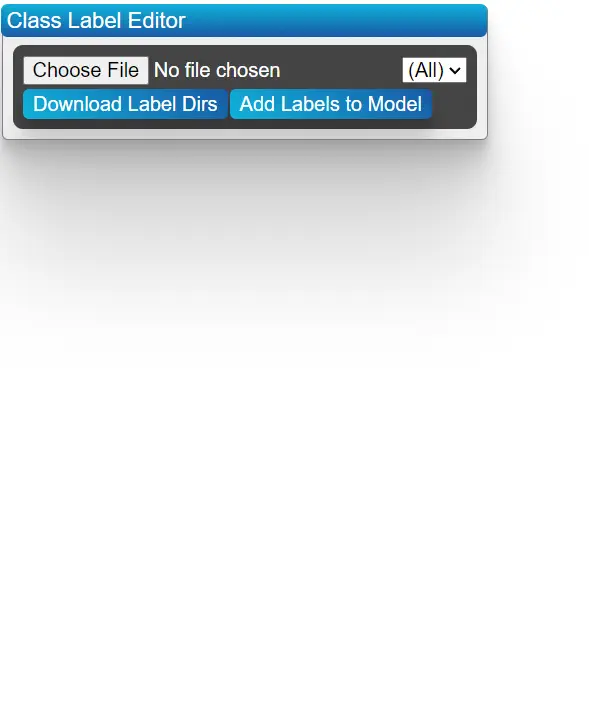 Class Label Editor
Choose File No file chosen (All)
Download Label Dirs Add Labels to Model